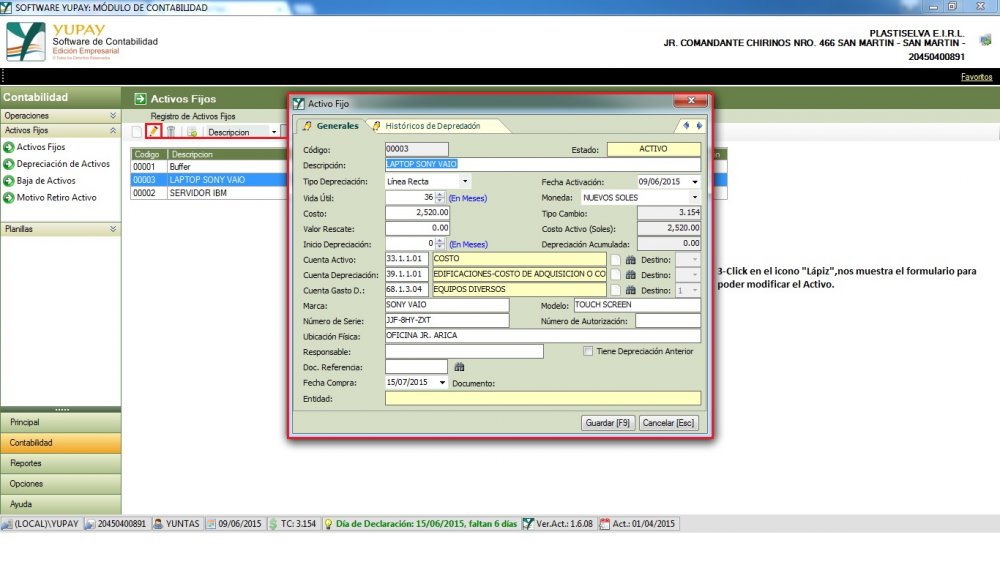 SOFTWARE YUPAY: MÓDULO DE CONTABILIDAD
YUPAY
Software de Contabilidad
Edición Empresarial
PLASTISELVA E.I.R.L.
JR. COMANDANTE CHIRINOS NRO. 466 SAN MARTIN - SAN MARTIN -
20450400891
Favoritos
Contabilidad
Operaciones
Activos Fijos
Activos Fijos
Depreciación de Activos
Baja de Activos
Motivo Retiro Activo
Planillas
Principal
Contabilidad
Reportes
Opciones
Ayuda
Activos Fijos
Registro de Activos Fijos
Descripcion
Codigo Descripcion
00001 Buffer
00003 LAPTOP SONY VAIO
00002 SERVIDOR IBM
Activo Fijo
Generales Históricos de Depredación
Código: 00003 Estado: ACTIVO
Descripción: LAPTOP SONY VAIO
Tipo Depreciación: Línea Recta Fecha Activación: 09/06/2015
Vida Útil: 36 (En Meses) Moneda: NUEVOS SOLES
Costo: 2,520.00 Tipo Cambio: 3.154
Valor Rescate: 0.00 Costo Activo (Soles): 2,520.00
Inicio Depreciación: 0 (En Meses) Depreciación Acumulada: 0.00
Cuenta Activo: 33.1.1.01 COSTO Destino:
Cuenta Depreciación: 39.1.1.01 EDIFICACIONES-COSTO DE ADQUISICION O CO Destino:
Cuenta Gasto D.: 68.1.3.04 EQUIPOS DIVERSOS Destino: 1
Marca: SONY VAIO Modelo: TOUCH SCREEN
Número de Serie: JJF-8HY-ZXT Número de Autorización:
Ubicación Física: OFICINA JR. ARICA
Responsable: Tiene Depreciación Anterior
Doc. Referencia:
Fecha Compra: 15/07/2015 Documento:
Entidad:
Guardar [F9] Cancelar [Esc]
3-Click en el icono "Lápiz",nos muestra el formulario para
poder modificar el Activo.
(LOCAL)\YUPAY 20450400891 YUNTAS 09/06/2015 TC: 3.154 Día de Declaración: 15/06/2015, faltan 6 días Ver.Act.: 1.6.08 Act.: 01/04/2015